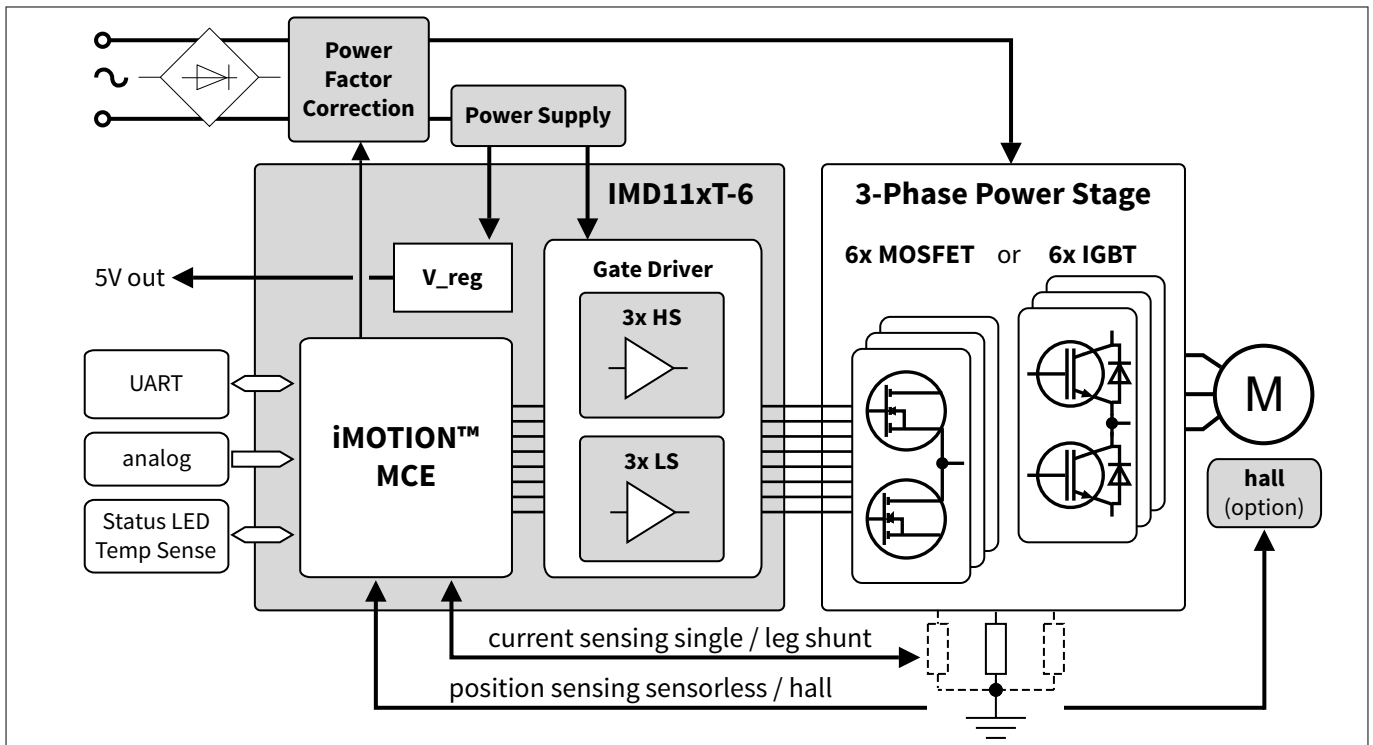 Power
Factor
Correction
Power Supply
IMD11xT-6
3-Phase Power Stage
6x MOSFET or 6x IGBT
5V out
V_reg
Gate Driver
3x HS
UART
analog
Status LED
Temp Sense
iMOTION™
MCE
3x LS
M
hall
(option)
current sensing single / leg shunt
position sensing sensorless / hall